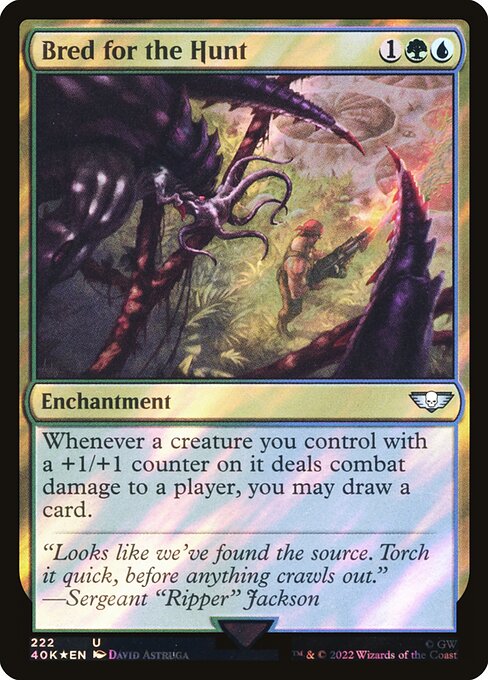 Bred for the Hunt 1
Enchantment
Whenever a creature you control with
a +1/+1 counter on it deals combat
damage to a player, you may draw a
card.
“Looks like we’ve found the source. Torch
it quick, before anything crawls out.”
—Sergeant “Ripper” Jackson
222 U
40K★EN DAVID ASTRUGA
© GW
™ & © 2022 Wizards of the Coast